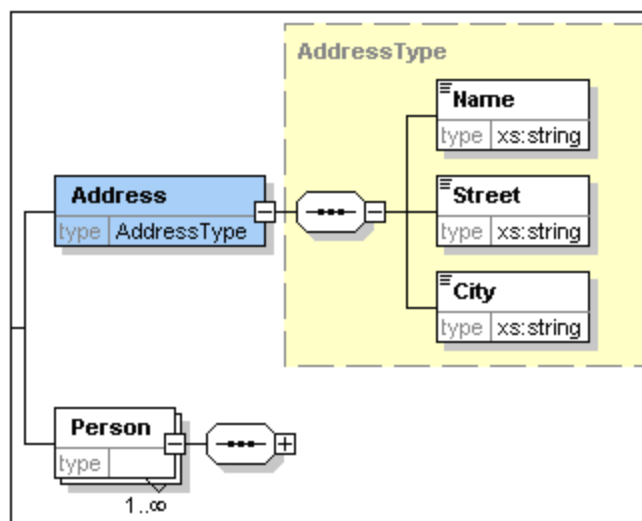 AddressType
Name
type xs:string
Address
type AddressType
Street
type xs:string
City
type xs:string
Person
type
1..∞